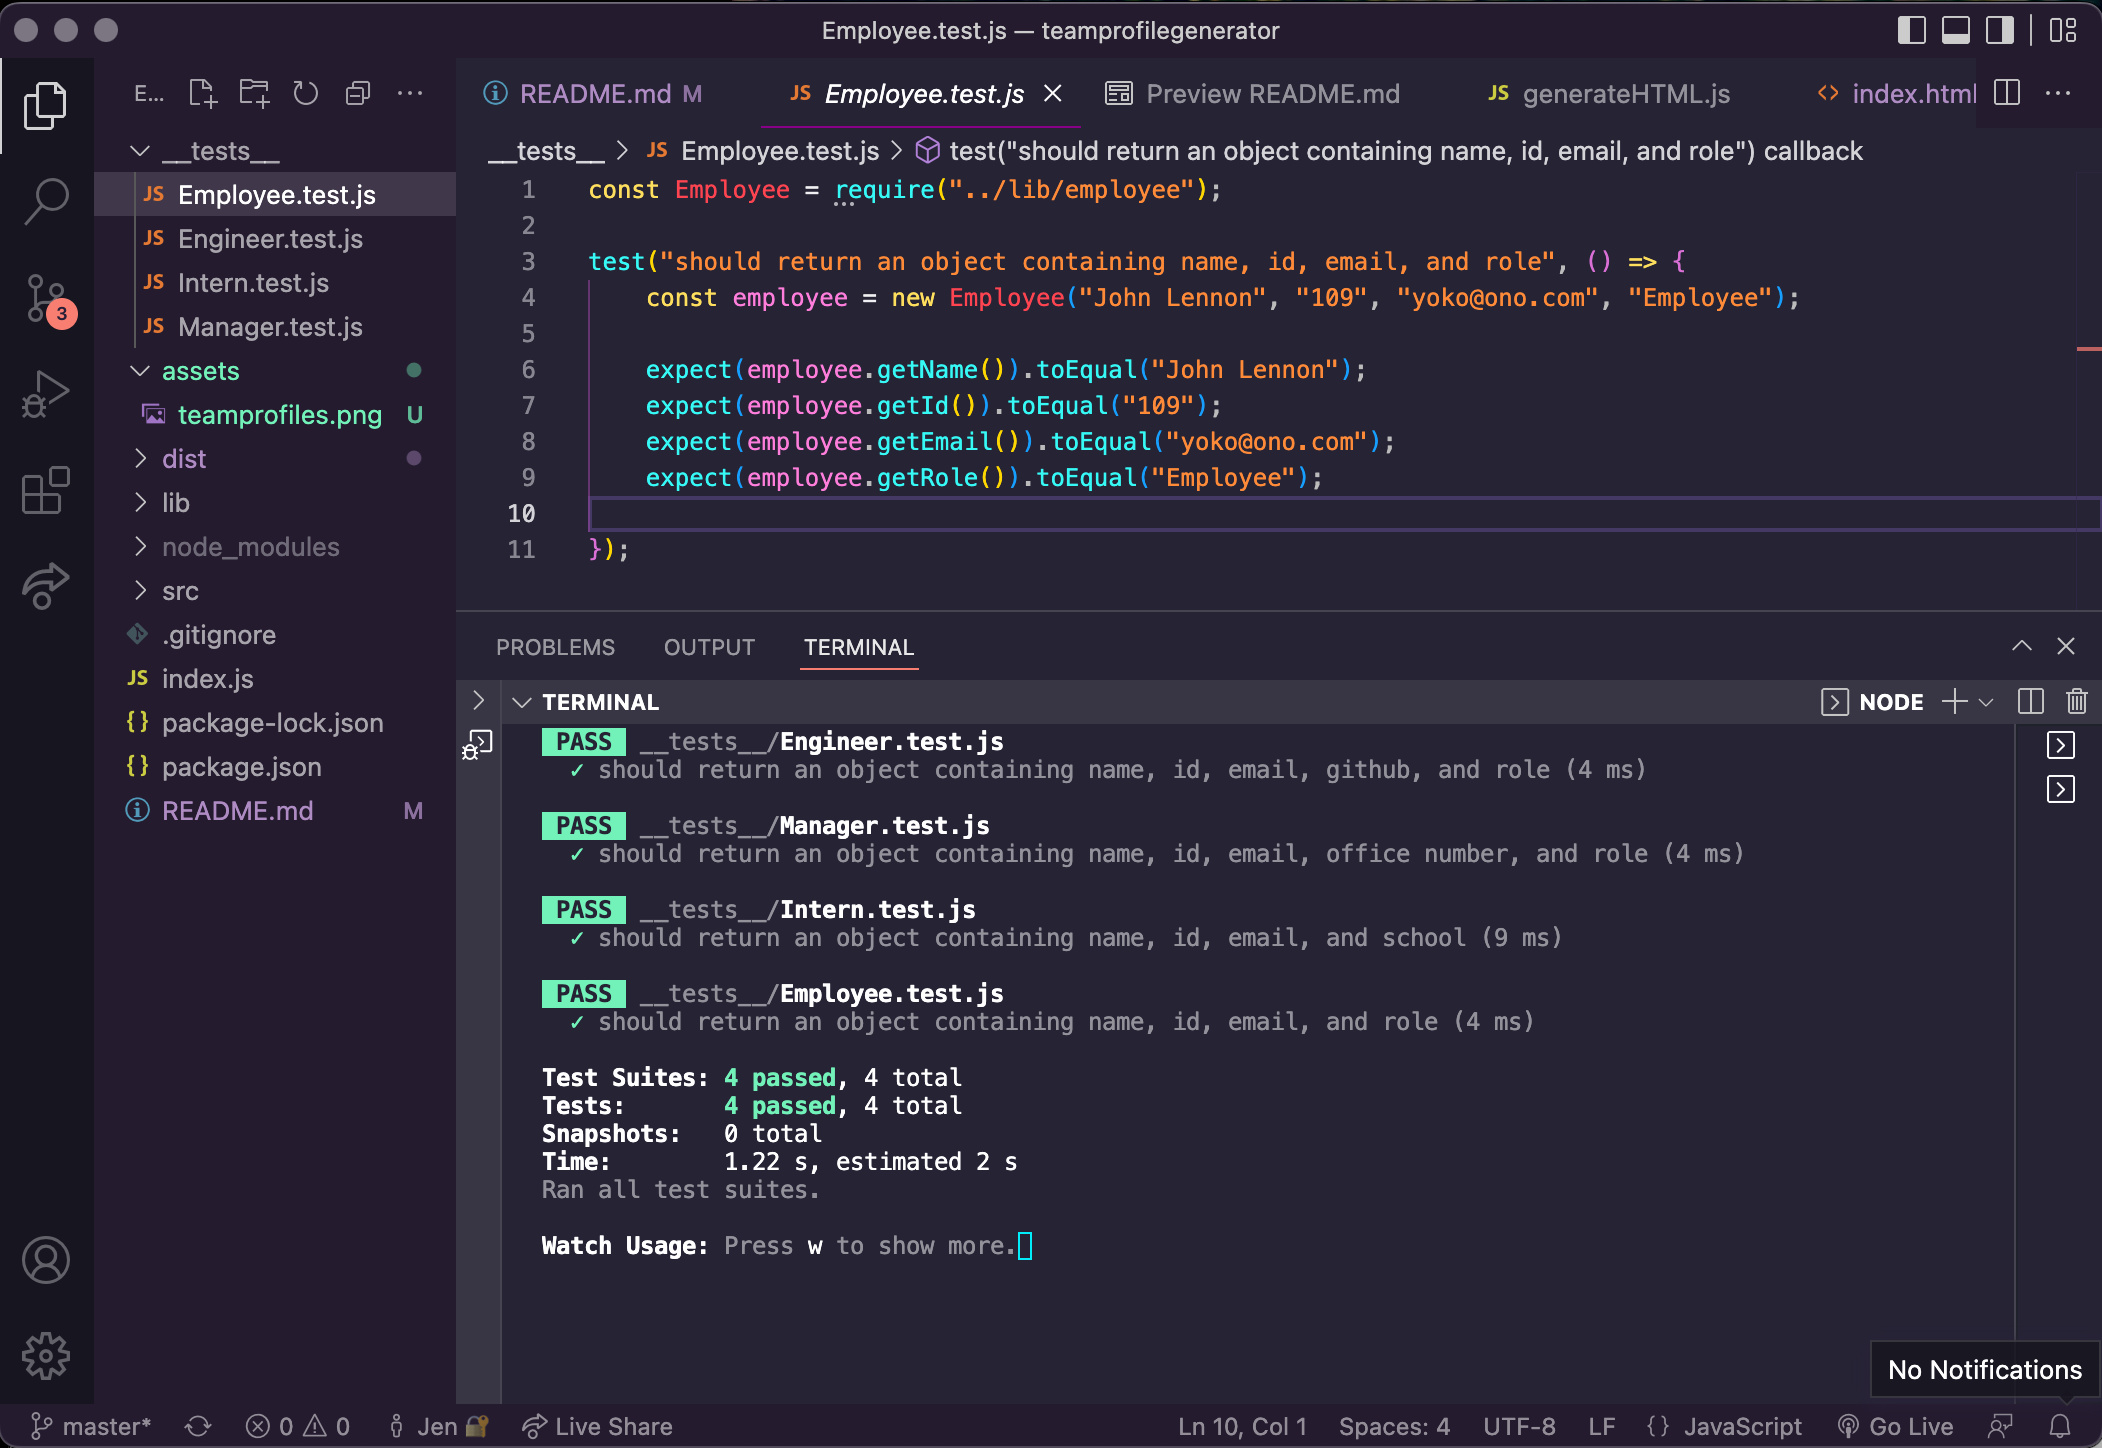 Employee.test.js — teamprofilegenerator
E...
README.md M
JS Employee.test.js
Preview README.md
JS generateHTML.js
<> index.html
__tests__ > JS Employee.test.js > test("should return an object containing name, id, email, and role") callback
__tests__
JS Employee.test.js
JS Engineer.test.js
JS Intern.test.js
JS Manager.test.js
assets
teamprofiles.png U
dist
lib
node_modules
src
.gitignore
JS index.js
{} package-lock.json
{} package.json
README.md M
3
1 const Employee = require("../lib/employee");
2
3 test("should return an object containing name, id, email, and role", () => {
4 const employee = new Employee("John Lennon", "109", "yoko@ono.com", "Employee");
5
6 expect(employee.getName()).toEqual("John Lennon");
7 expect(employee.getId()).toEqual("109");
8 expect(employee.getEmail()).toEqual("yoko@ono.com");
9 expect(employee.getRole()).toEqual("Employee");
10
11 });
PROBLEMS OUTPUT TERMINAL
TERMINAL
NODE
PASS __tests__/Engineer.test.js
✓ should return an object containing name, id, email, github, and role (4 ms)
PASS __tests__/Manager.test.js
✓ should return an object containing name, id, email, office number, and role (4 ms)
PASS __tests__/Intern.test.js
✓ should return an object containing name, id, email, and school (9 ms)
PASS __tests__/Employee.test.js
✓ should return an object containing name, id, email, and role (4 ms)
Test Suites: 4 passed, 4 total
Tests: 4 passed, 4 total
Snapshots: 0 total
Time: 1.22 s, estimated 2 s
Ran all test suites.
Watch Usage: Press w to show more.
No Notifications
master* 0 0 Jen Live Share Ln 10, Col 1 Spaces: 4 UTF-8 LF {} JavaScript Go Live